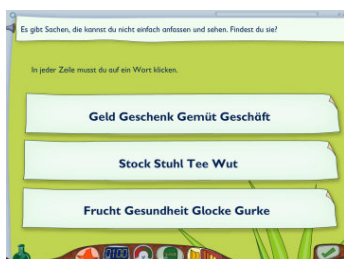 Es gibt Sachen, die kannst du nicht einfach anfassen und sehen. Findest du sie?
In jeder Zeile musst du auf ein Wort klicken.
Geld Geschenk Gemüt Geschäft
Stock Stuhl Tee Wut
Frucht Gesundheit Glocke Gurke